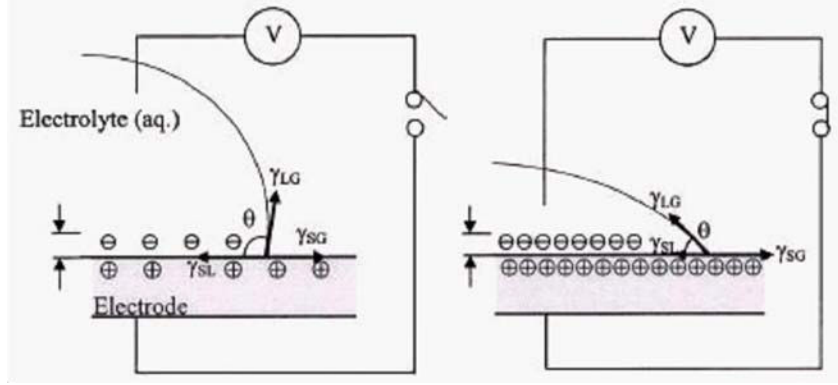 V
Electrolyte (aq.)
γLG
θ
γSG
γSL
Electrode
V
γLG
θ
γSL
γSG